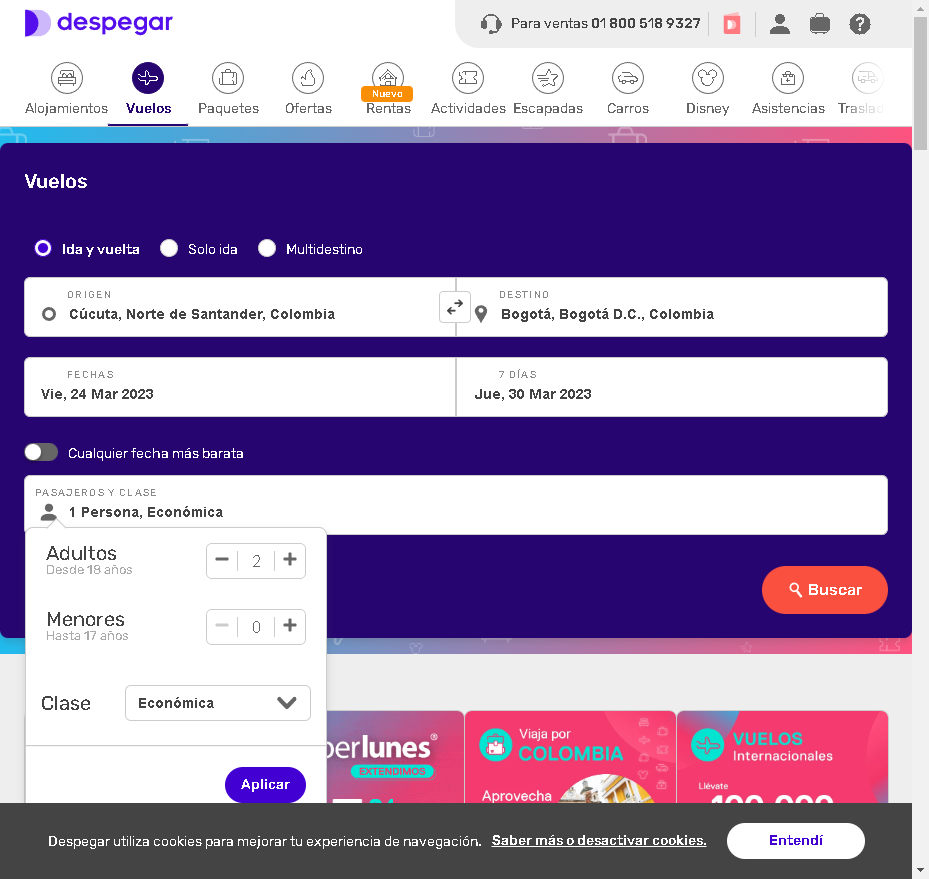 despegar
Para ventas 01 800 518 9327
Alojamientos
Vuelos
Paquetes
Ofertas
Nuevo
Rentas
Actividades
Escapadas
Carros
Disney
Asistencias
Traslad
Vuelos
Ida y vuelta
Solo ida
Multidestino
ORIGEN
Cúcuta, Norte de Santander, Colombia
DESTINO
Bogotá, Bogotá D.C., Colombia
FECHAS
Vie, 24 Mar 2023
7 DÍAS
Jue, 30 Mar 2023
Cualquier fecha más barata
PASAJEROS Y CLASE
1 Persona, Económica
Adultos
Desde 18 años
2
Menores
Hasta 17 años
0
Clase
Económica
Aplicar
Buscar
perlunes®
EXTENDIMOS
Viaja por
COLOMBIA
Aprovecha
VUELOS
Internacionales
Llévate
Despegar utiliza cookies para mejorar tu experiencia de navegación.
Saber más o desactivar cookies.
Entendí